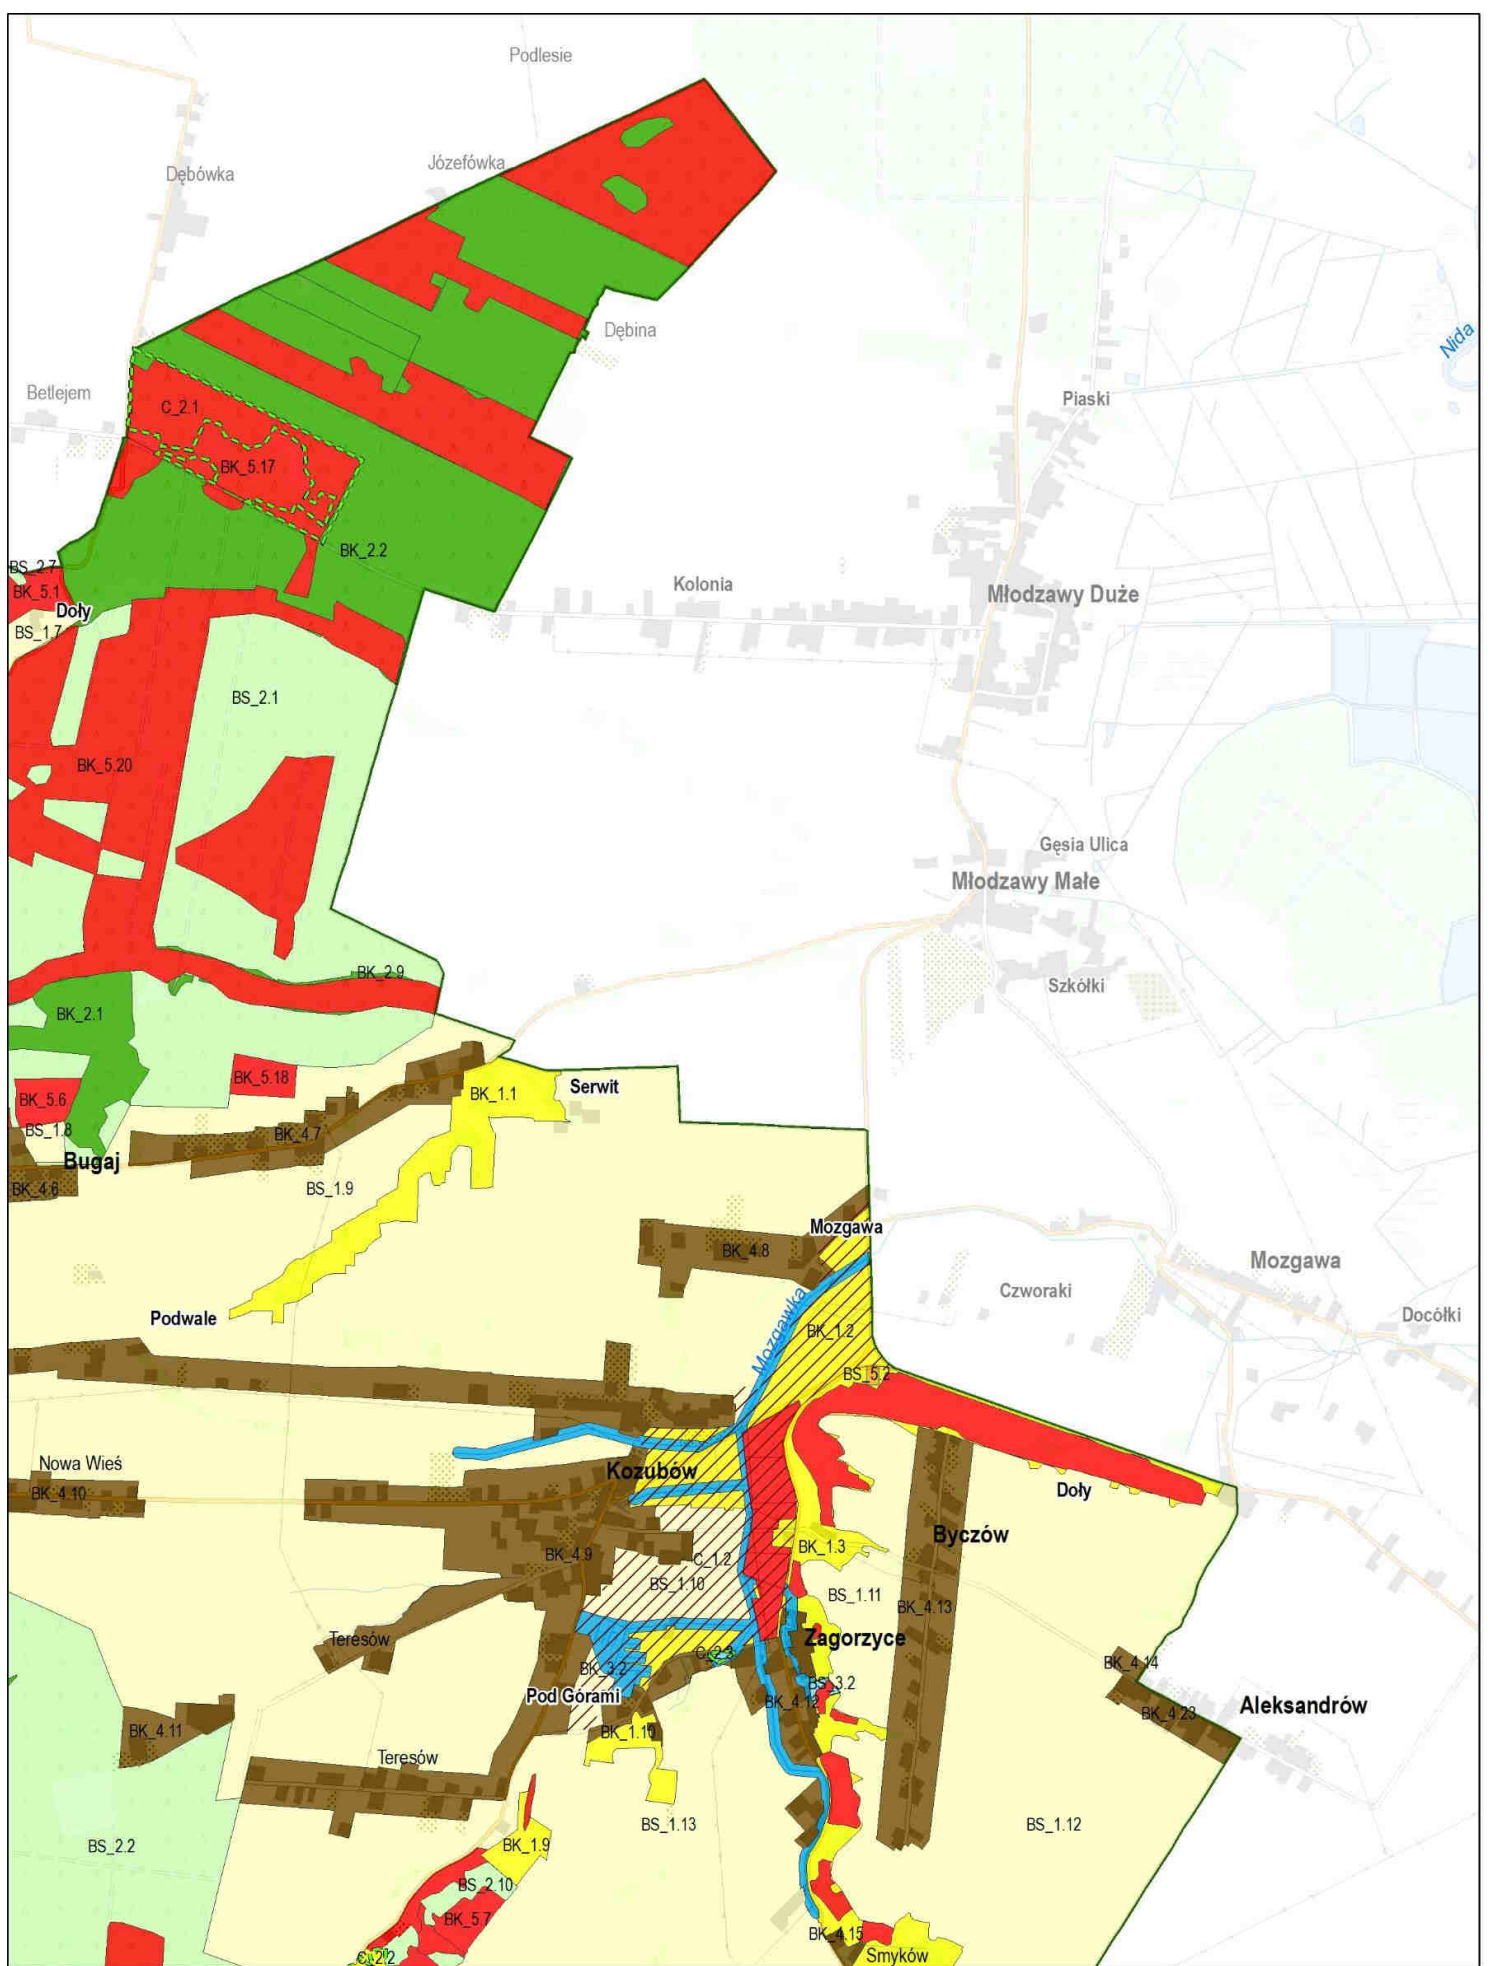 Podlesie
Józefówka
Dębówka
Dębina
Nida
Betlejem
C_2.1
Piaski
BK_5.17
BK_2.2
BS_2.7
BK_5.1
Doły
BS_1.7
Kolonia
Młodzawy Duże
BS_2.1
BK_5.20
Gęsia Ulica
Młodzawy Małe
BK_2.9
Szkółki
BK_2.1
BK_5.18
BK_1.1
Serwit
BK_5.6
BS_1.8
BK_4.7
Bugaj
BK_4.6
BS_1.9
Mozgawa
BK_4.8
Mozgawa
Czworaki
Podwale
Mozgawka
BK_1.2
Docółki
BS_5.2
Nowa Wieś
Kozubów
BK_4.10
Doły
Byczów
BK_4.9
C_1.2
BK_1.3
BS_1.10
BS_1.11
BK_4.13
Teresów
Zagorzyce
C_2.3
BK_3.2
BS_3.2
BK_4.14
Pod Górami
BK_4.12
BK_4.23
Aleksandrów
BK_4.11
BK_1.10
Teresów
BS_1.13
BS_1.12
BS_2.2
BK_1.9
BS_2.10
BK_5.7
BK_4.15
C_2.2
Smyków